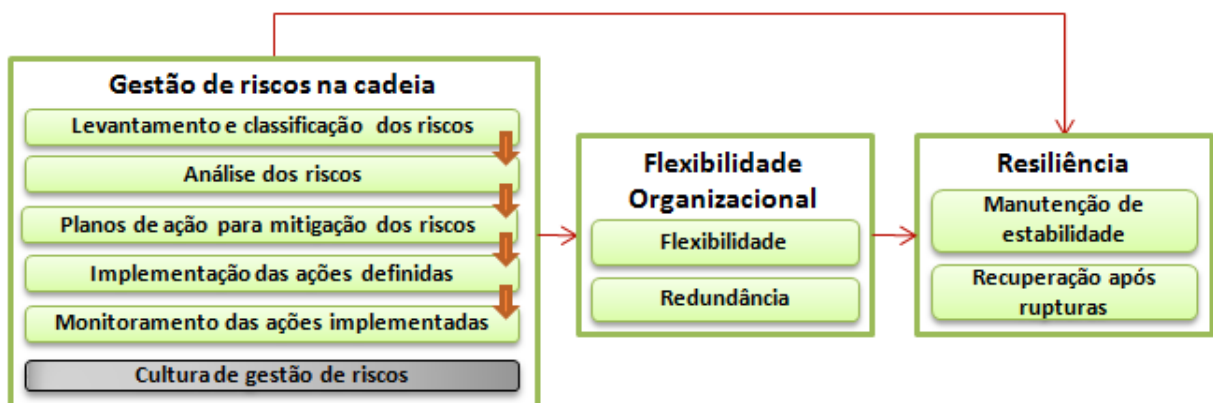 Gestão de riscos na cadeia
Levantamento e classificação dos riscos
Análise dos riscos
Planos de ação para mitigação dos riscos
Implementação das ações definidas
Monitoramento das ações implementadas
Cultura de gestão de riscos
Flexibilidade
Organizacional
Flexibilidade
Redundância
Resiliência
Manutenção de
estabilidade
Recuperação após
rupturas